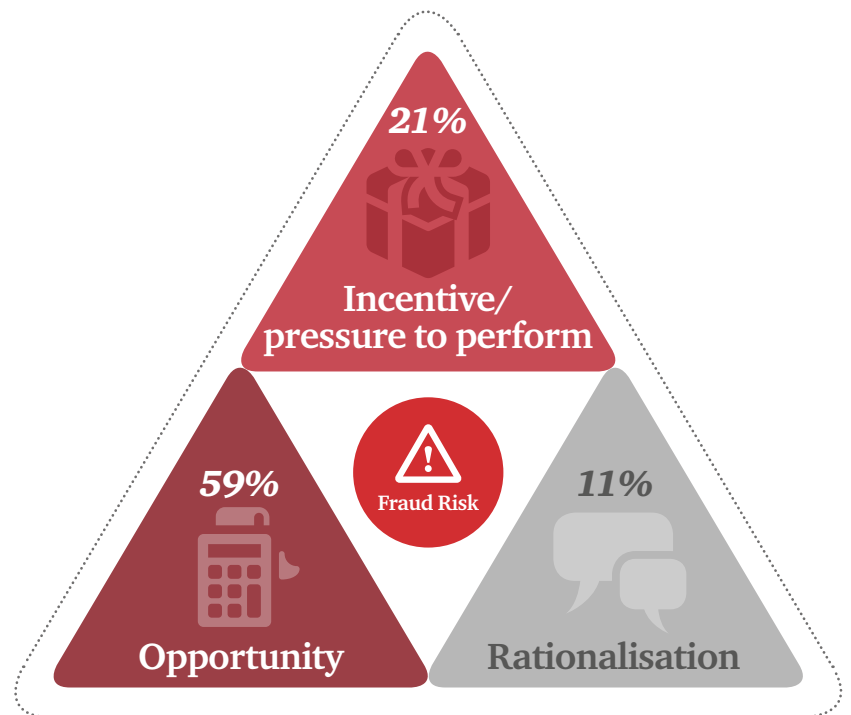 21%
Incentive/
pressure to perform
59%
Opportunity
Fraud Risk
11%
Rationalisation